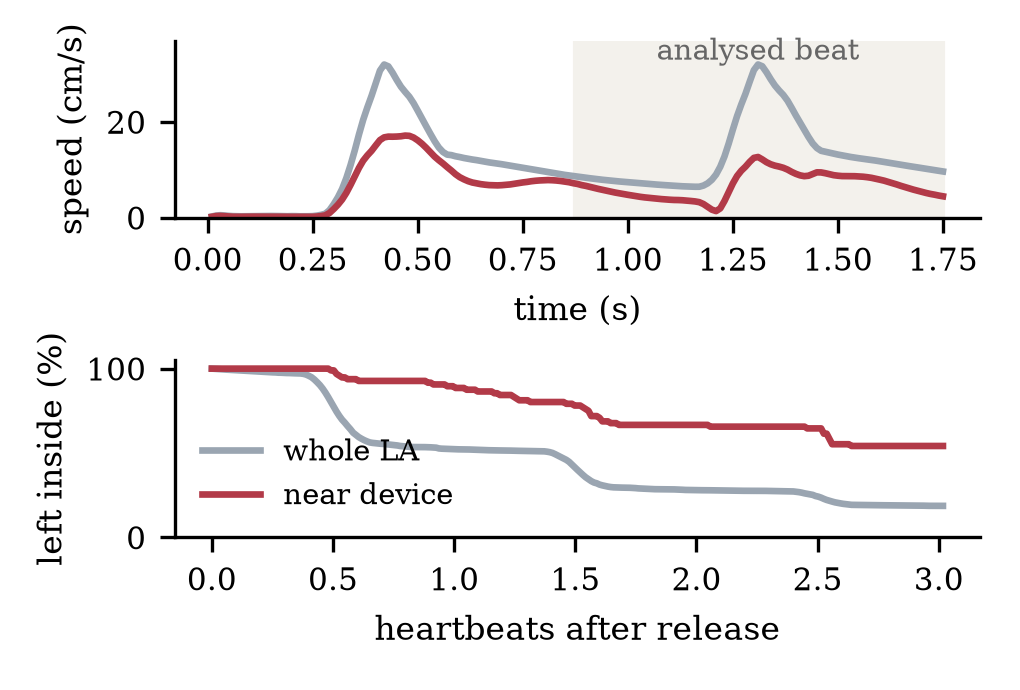 analysed beat
speed (cm/s)
20
0
0.00 0.25 0.50 0.75 1.00 1.25 1.50 1.75
time (s)
left inside (%)
100
0
whole LA
near device
0.0 0.5 1.0 1.5 2.0 2.5 3.0
heartbeats after release